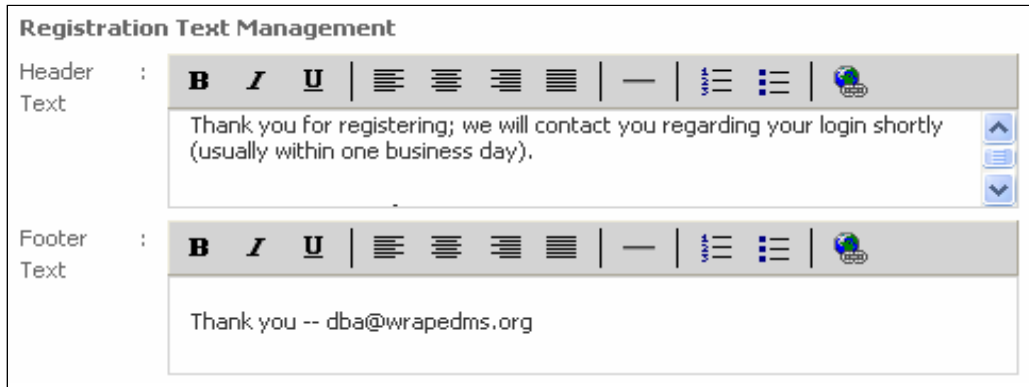 Registration Text Management
Header :
Text
B I U
Thank you for registering; we will contact you regarding your login shortly
(usually within one business day).
Footer :
Text
B I U
Thank you -- dba@wrapedms.org